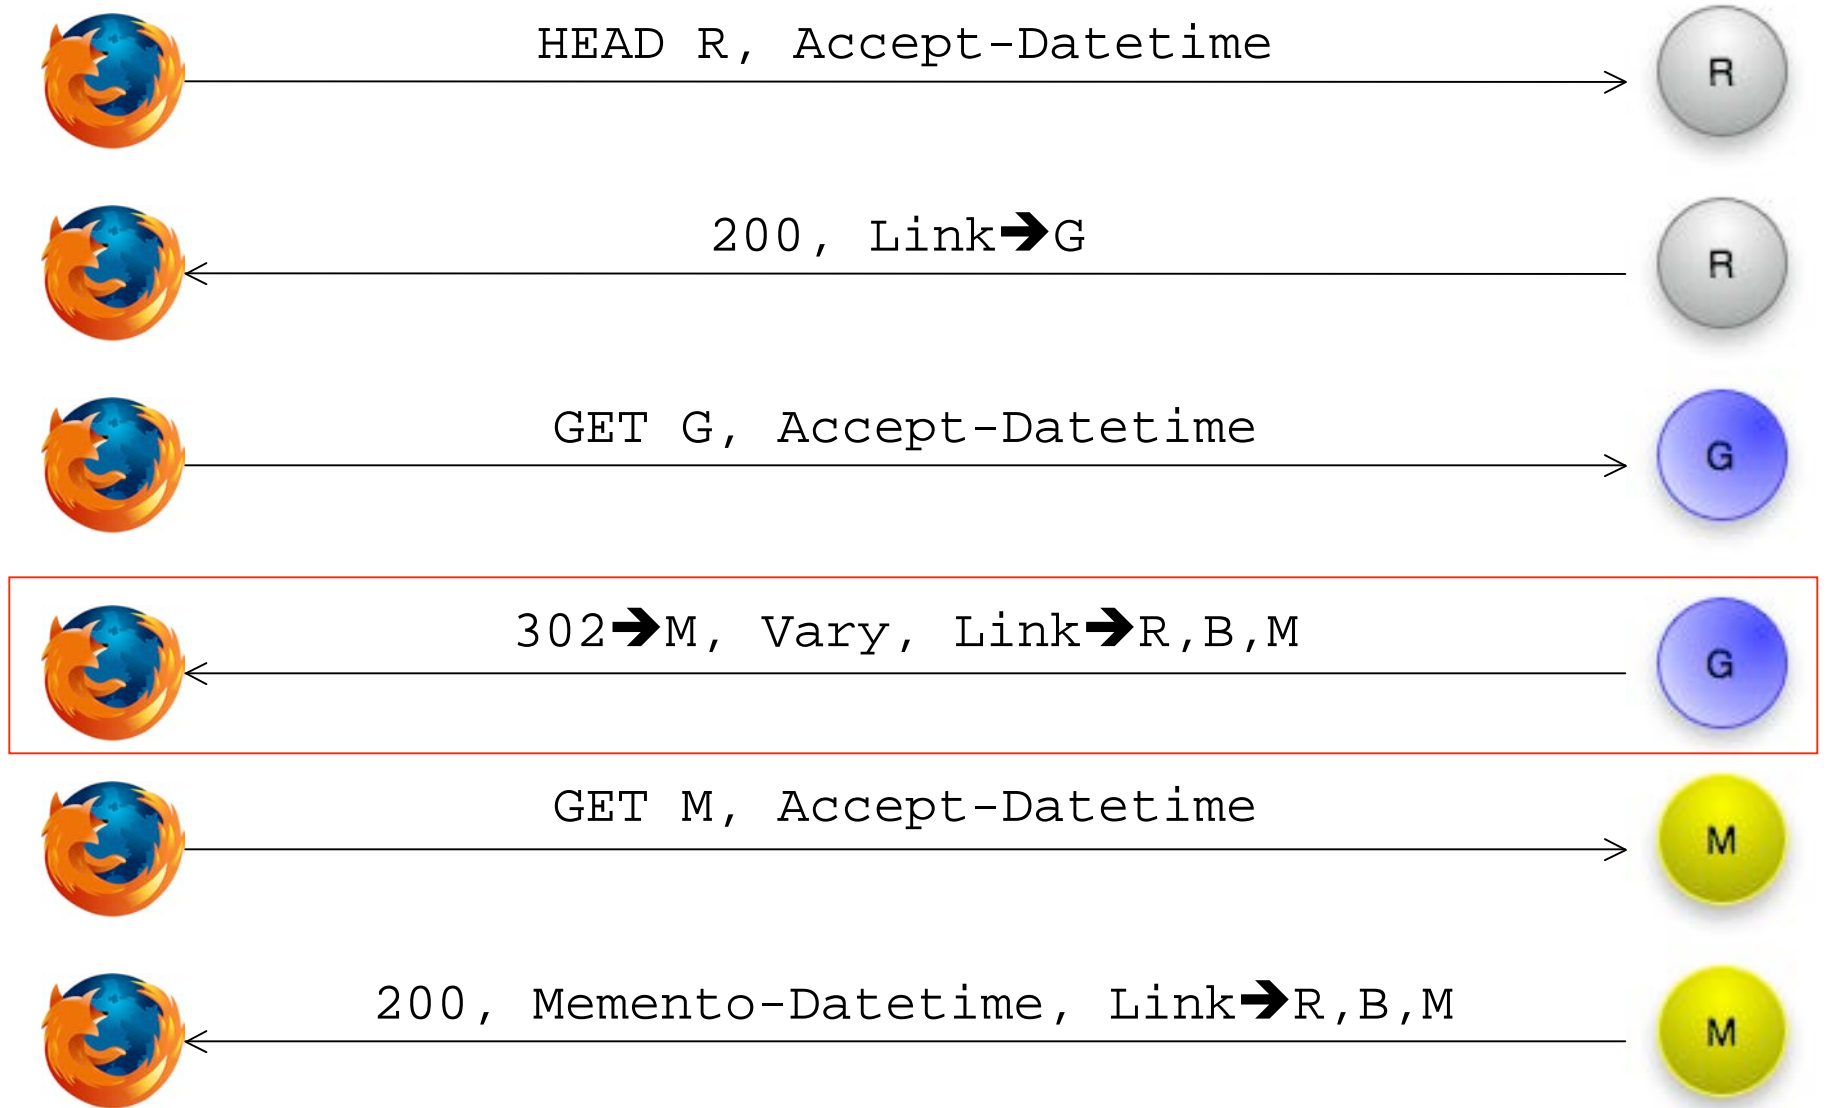 HEAD R, Accept-Datetime
R
200, Link➔G
R
GET G, Accept-Datetime
G
302➔M, Vary, Link➔R,B,M
G
GET M, Accept-Datetime
M
200, Memento-Datetime, Link➔R,B,M
M